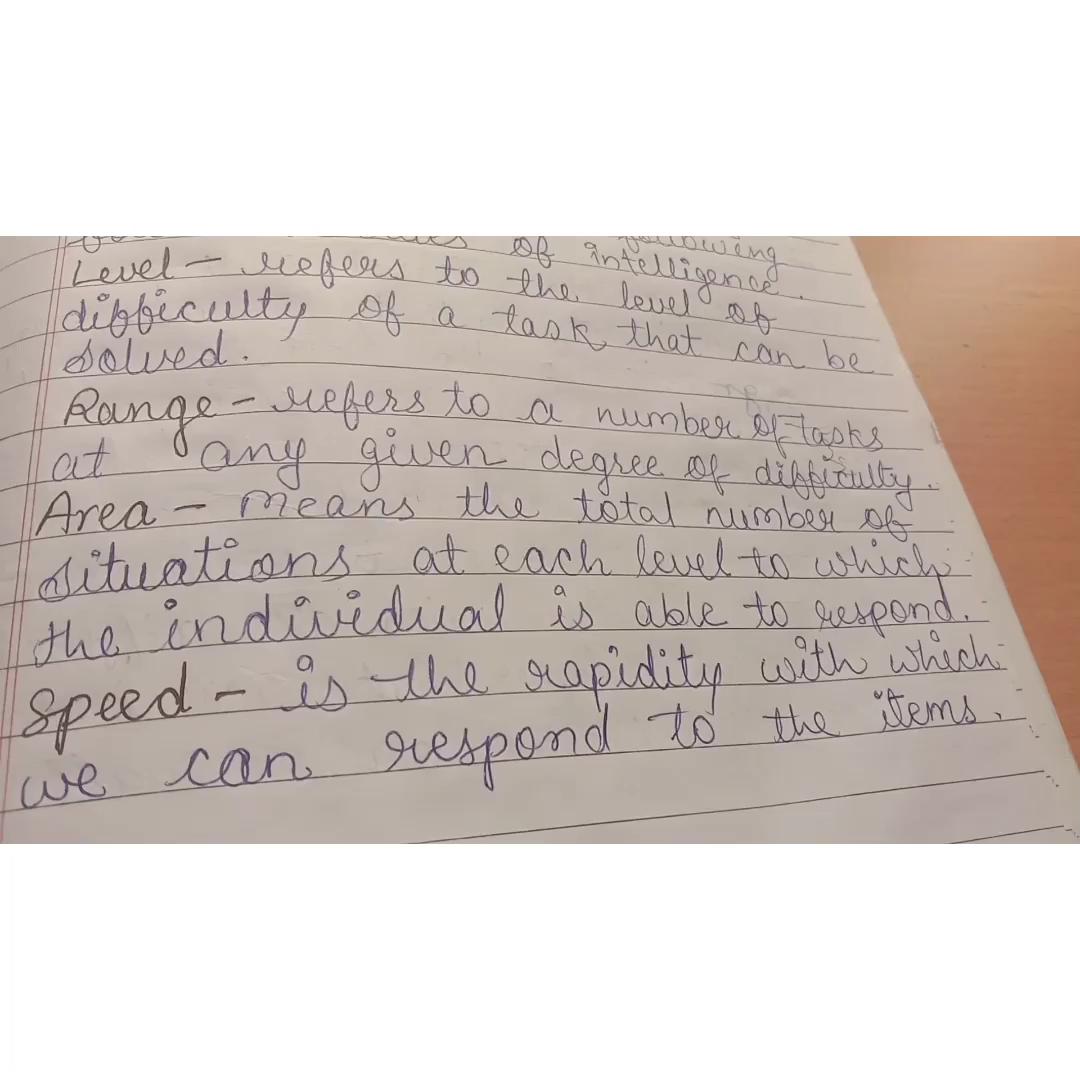 following
of intelligence.
Level - refers to the level of
difficulty of a task that can be
solved.
Range - refers to a number of tasks
at any given degree of difficulty.
Area - means the total number of
situations at each level to which
the individual is able to respond.
Speed - is the rapidity with which
we can respond to the items.